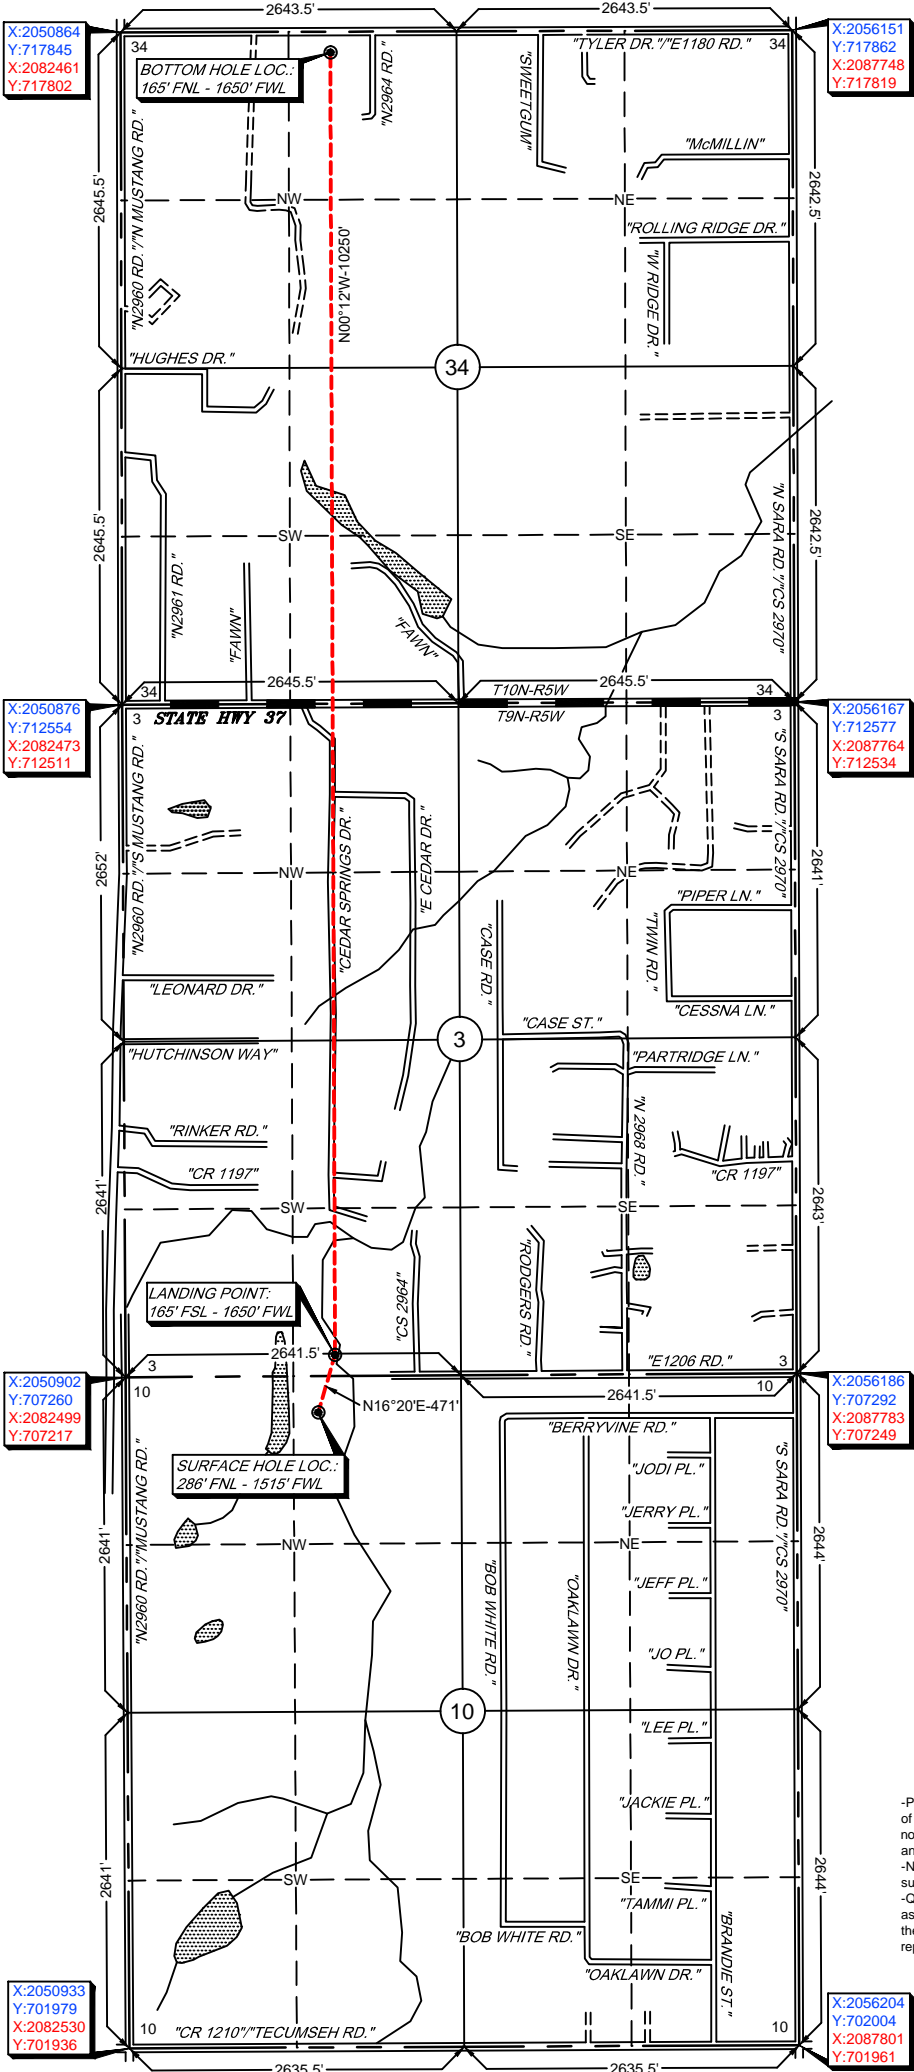 2643.5'
2643.5'
X:2050864
Y:717845
X:2082461
Y:717802
X:2056151
Y:717862
X:2087748
Y:717819
34
"TYLER DR."/"E1180 RD."
34
BOTTOM HOLE LOC.:
165' FNL - 1650' FWL
"N2964 RD."
"SWEETGUM"
"McMILLIN"
"N2960 RD."/"N MUSTANG RD."
2645.5'
NW
NE
2642.5'
"ROLLING RIDGE DR."
"W RIDGE DR."
N00°12'W-10250'
"HUGHES DR."
34
2645.5'
SW
SE
2642.5'
"N SARA RD."/"CS 2970"
"N2961 RD."
"FAWN"
"FAWN"
2645.5'
2645.5'
34
T10N-R5W
34
X:2050876
Y:712554
X:2082473
Y:712511
X:2056167
Y:712577
X:2087764
Y:712534
3
STATE HWY 37
T9N-R5W
3
"N2960 RD."/"S MUSTANG RD."
"S SARA RD."/"CS 2970"
2652'
NW
"CEDAR SPRINGS DR."
"E CEDAR DR."
NE
2641'
"PIPER LN."
"CASE RD."
"TWIN RD."
"LEONARD DR."
"CESSNA LN."
"CASE ST."
3
"HUTCHINSON WAY"
"PARTRIDGE LN."
"N 2968 RD."
"RINKER RD."
"CR 1197"
"CR 1197"
2641'
SW
SE
2643'
"CS 2964"
"RODGERS RD."
LANDING POINT:
165' FSL - 1650' FWL
2641.5'
3
"E1206 RD."
3
X:2050902
Y:707260
X:2082499
Y:707217
X:2056186
Y:707292
X:2087783
Y:707249
10
2641.5'
10
N16°20'E-471'
"BERRYVINE RD."
SURFACE HOLE LOC.:
286' FNL - 1515' FWL
"JODI PL."
"N2960 RD."/"MUSTANG RD."
"S SARA RD."/"CS 2970"
"JERRY PL."
2641'
NW
NE
2644'
"BOB WHITE RD."
"OAKLAWN DR."
"JEFF PL."
"JO PL."
10
"LEE PL."
"JACKIE PL."
2641'
SW
SE
2644'
"TAMMI PL."
"BOB WHITE RD."
"BRANDIE ST."
"OAKLAWN DR."
X:2050933
Y:701979
X:2082530
Y:701936
X:2056204
Y:702004
X:2087801
Y:701961
10
"CR 1210"/"TECUMSEH RD."
10
2635.5'
2635.5'
of